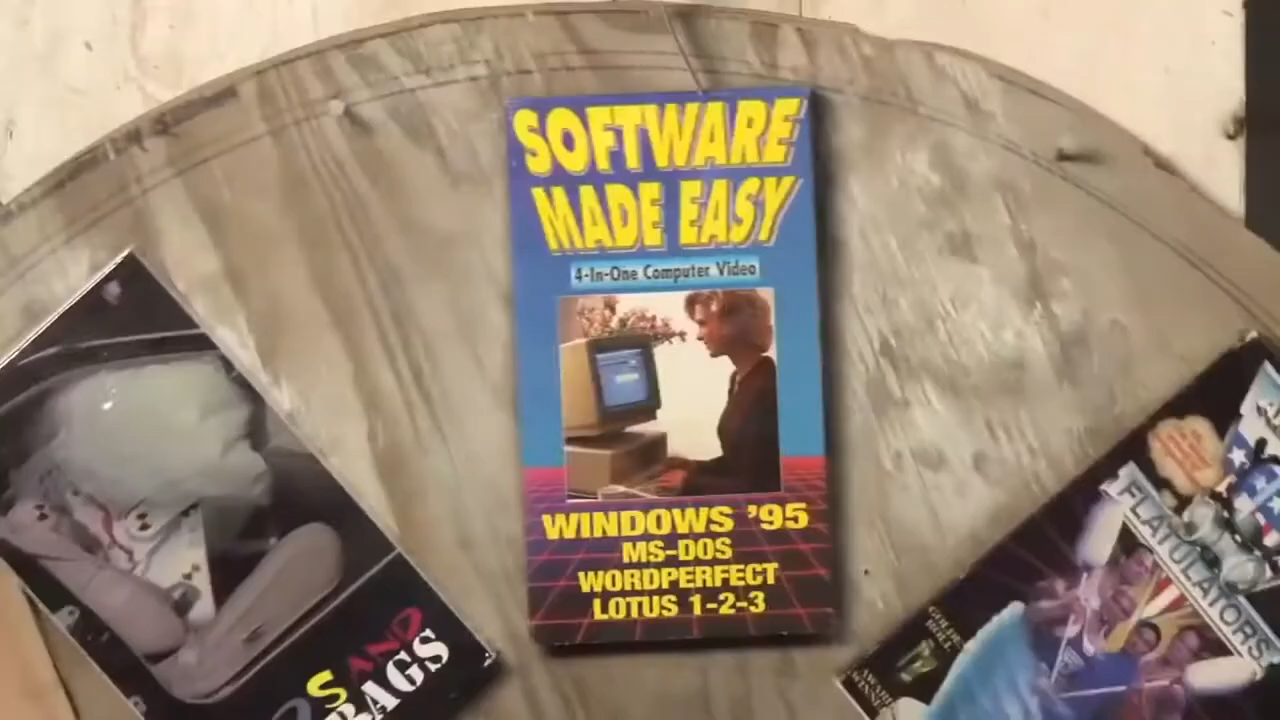 SOFTWARE
MADE EASY
4-In-One Computer Video
WINDOWS '95
MS-DOS
WORDPERFECT
LOTUS 1-2-3
S AND
BAGS
FLATULATORS